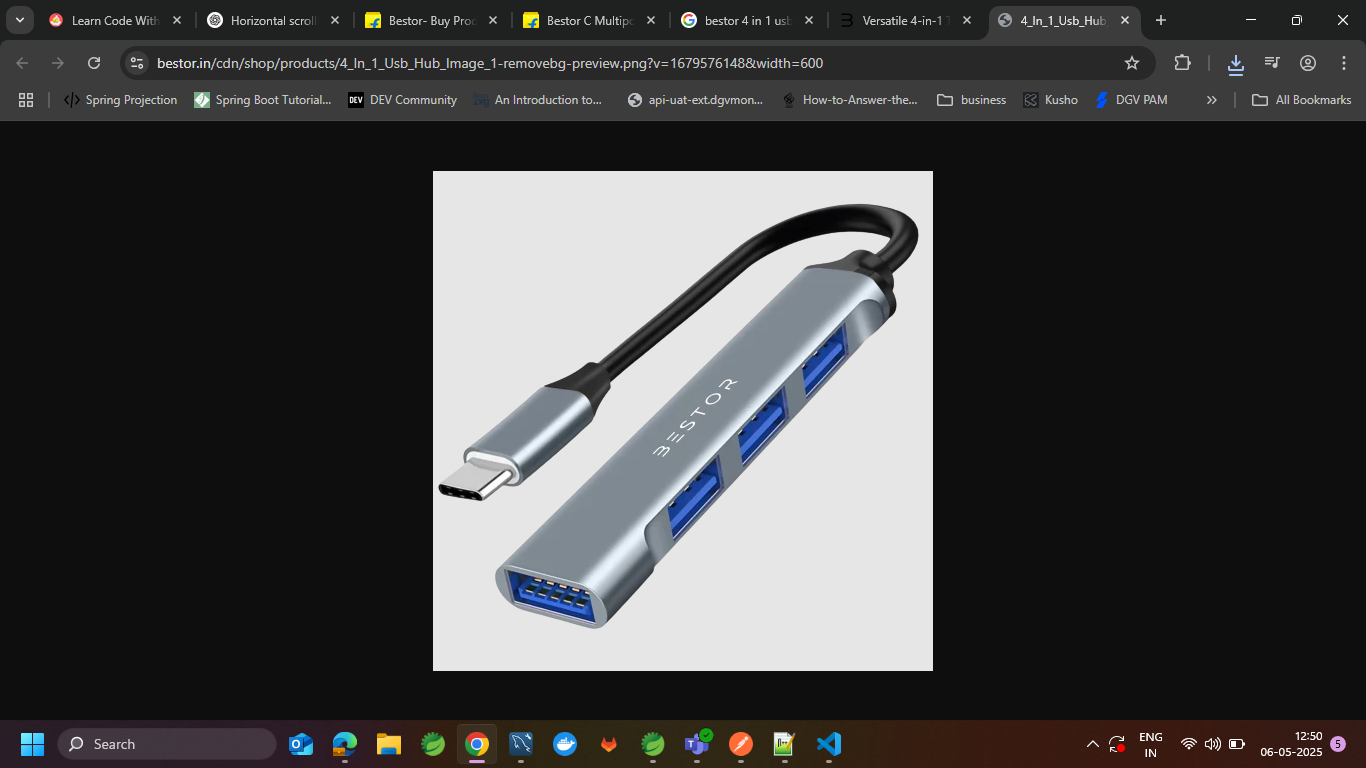 Learn Code With
Horizontal scroll
Bestor- Buy Proc
Bestor C Multipo
bestor 4 in 1 usb
Versatile 4-in-1 T
4_In_1_Usb_Hub
bestor.in/cdn/shop/products/4_In_1_Usb_Hub_Image_1-removebg-preview.png?v=1679576148&width=600
Spring Projection
Spring Boot Tutorial...
DEV
DEV Community
An Introduction to...
api-uat-ext.dgvmon...
How-to-Answer-the...
business
Kusho
DGV PAM
»
All Bookmarks
BESTOR
Search
ENG
IN
12:50
06-05-2025
5